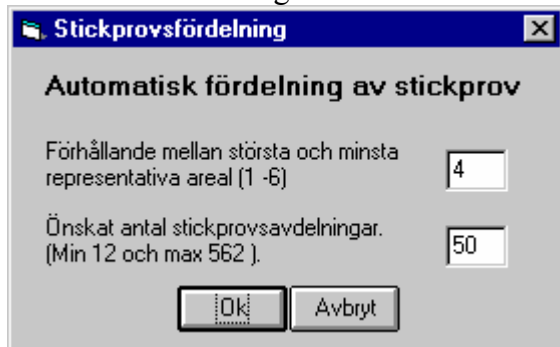 Stickprovsfördelning
Automatisk fördelning av stickprov
Förhållande mellan största och minsta
representativa areal (1 -6)
4
Önskat antal stickprovsavdelningar.
(Min 12 och max 562 ).
50
Ok
Avbryt